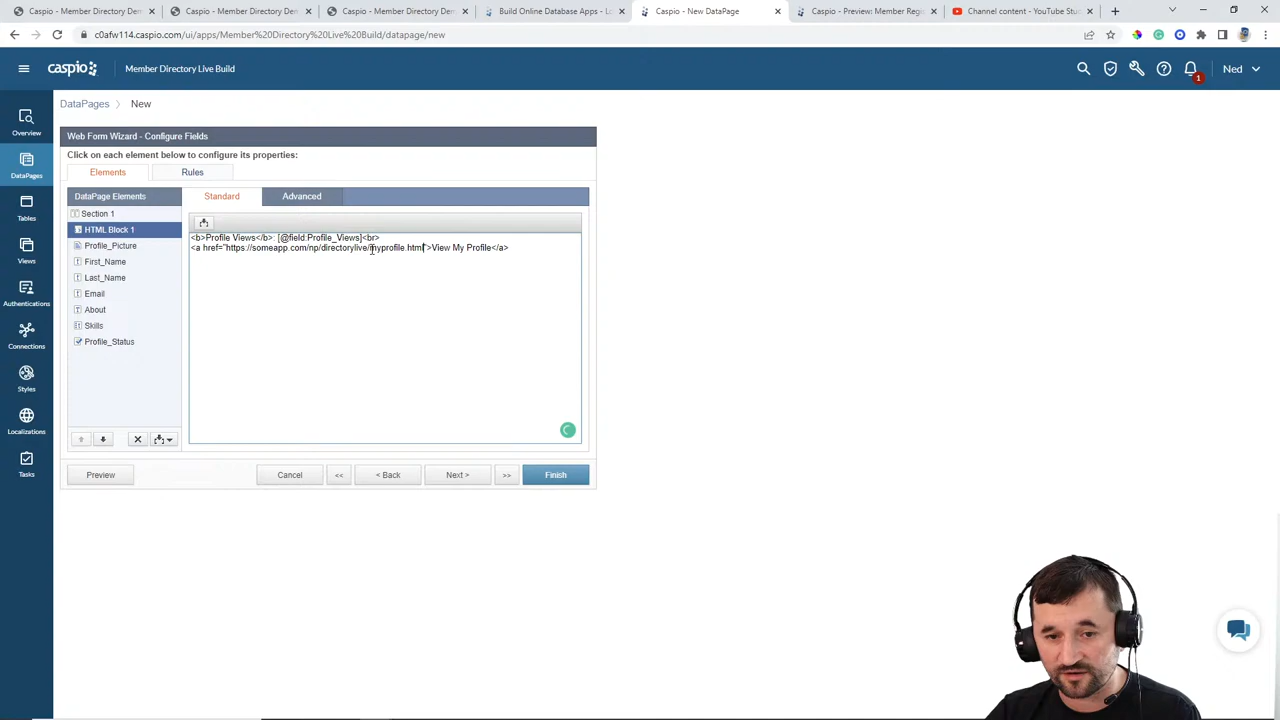 Caspio - Member Directory Dem
Caspio - Member Directory Dem
Caspio - Member Directory Dem
Build Online Database Apps - Lo
Caspio - New DataPage
Caspio - Preview: Member Regi
Channel content - YouTube Stu
c0afw114.caspio.com/ui/apps/Member%20Directory%20Live%20Build/datapage/new
caspio
Member Directory Live Build
1
Ned
Overview
DataPages
Tables
Views
Authentications
Connections
Styles
Localizations
Tasks
DataPages > New
Web Form Wizard - Configure Fields
Click on each element below to configure its properties:
Elements
Rules
DataPage Elements
Standard
Advanced
Section 1
HTML Block 1
Profile_Picture
First_Name
Last_Name
Email
About
Skills
Profile_Status
<b>Profile Views</b>: [@field:Profile_Views]<br>
<a href="https://someapp.com/np/directorylive/myprofile.html">View My Profile</a>
Preview
Cancel
<<
< Back
Next >
>>
Finish